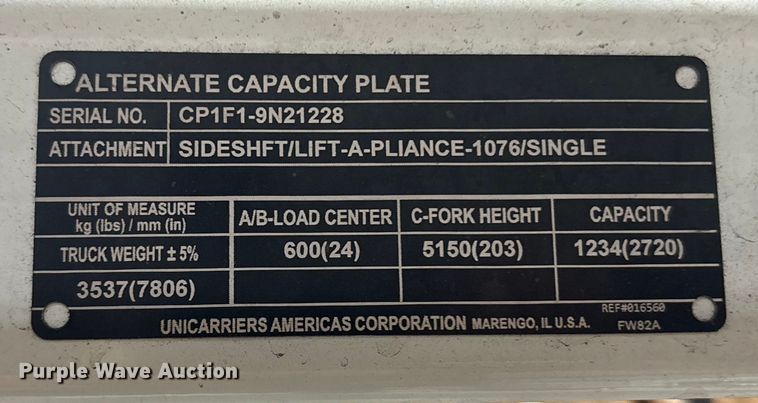 ALTERNATE CAPACITY PLATE
SERIAL NO. CP1F1-9N21228
ATTACHMENT SIDESHFT/LIFT-A-PLIANCE-1076/SINGLE
UNIT OF MEASURE
kg (lbs) / mm (in)
A/B-LOAD CENTER C-FORK HEIGHT CAPACITY
TRUCK WEIGHT ± 5% 600(24) 5150(203) 1234(2720)
3537(7806)
REF#016560
UNICARRIERS AMERICAS CORPORATION MARENGO, IL U.S.A. FW82A
Purple Wave Auction